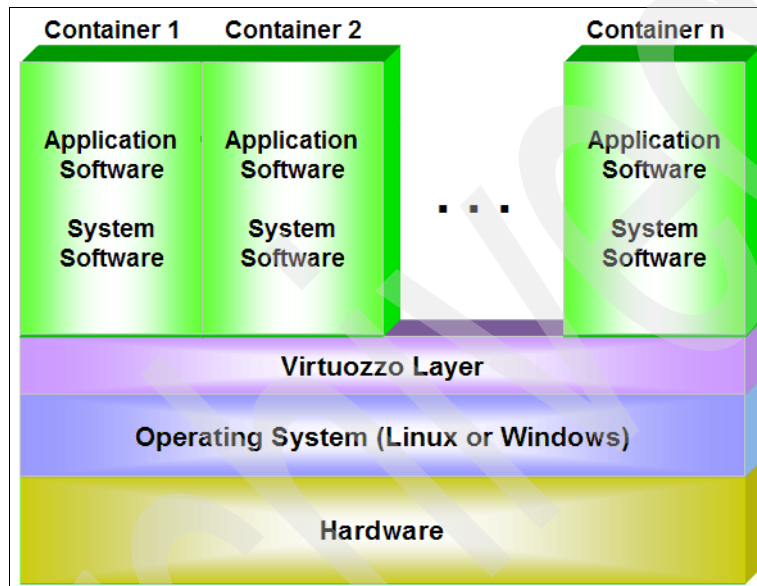 Container 1
Container 2
Container n
Application
Software
System
Software
Application
Software
System
Software
. . .
Application
Software
System
Software
Virtuozzo Layer
Operating System (Linux or Windows)
Hardware